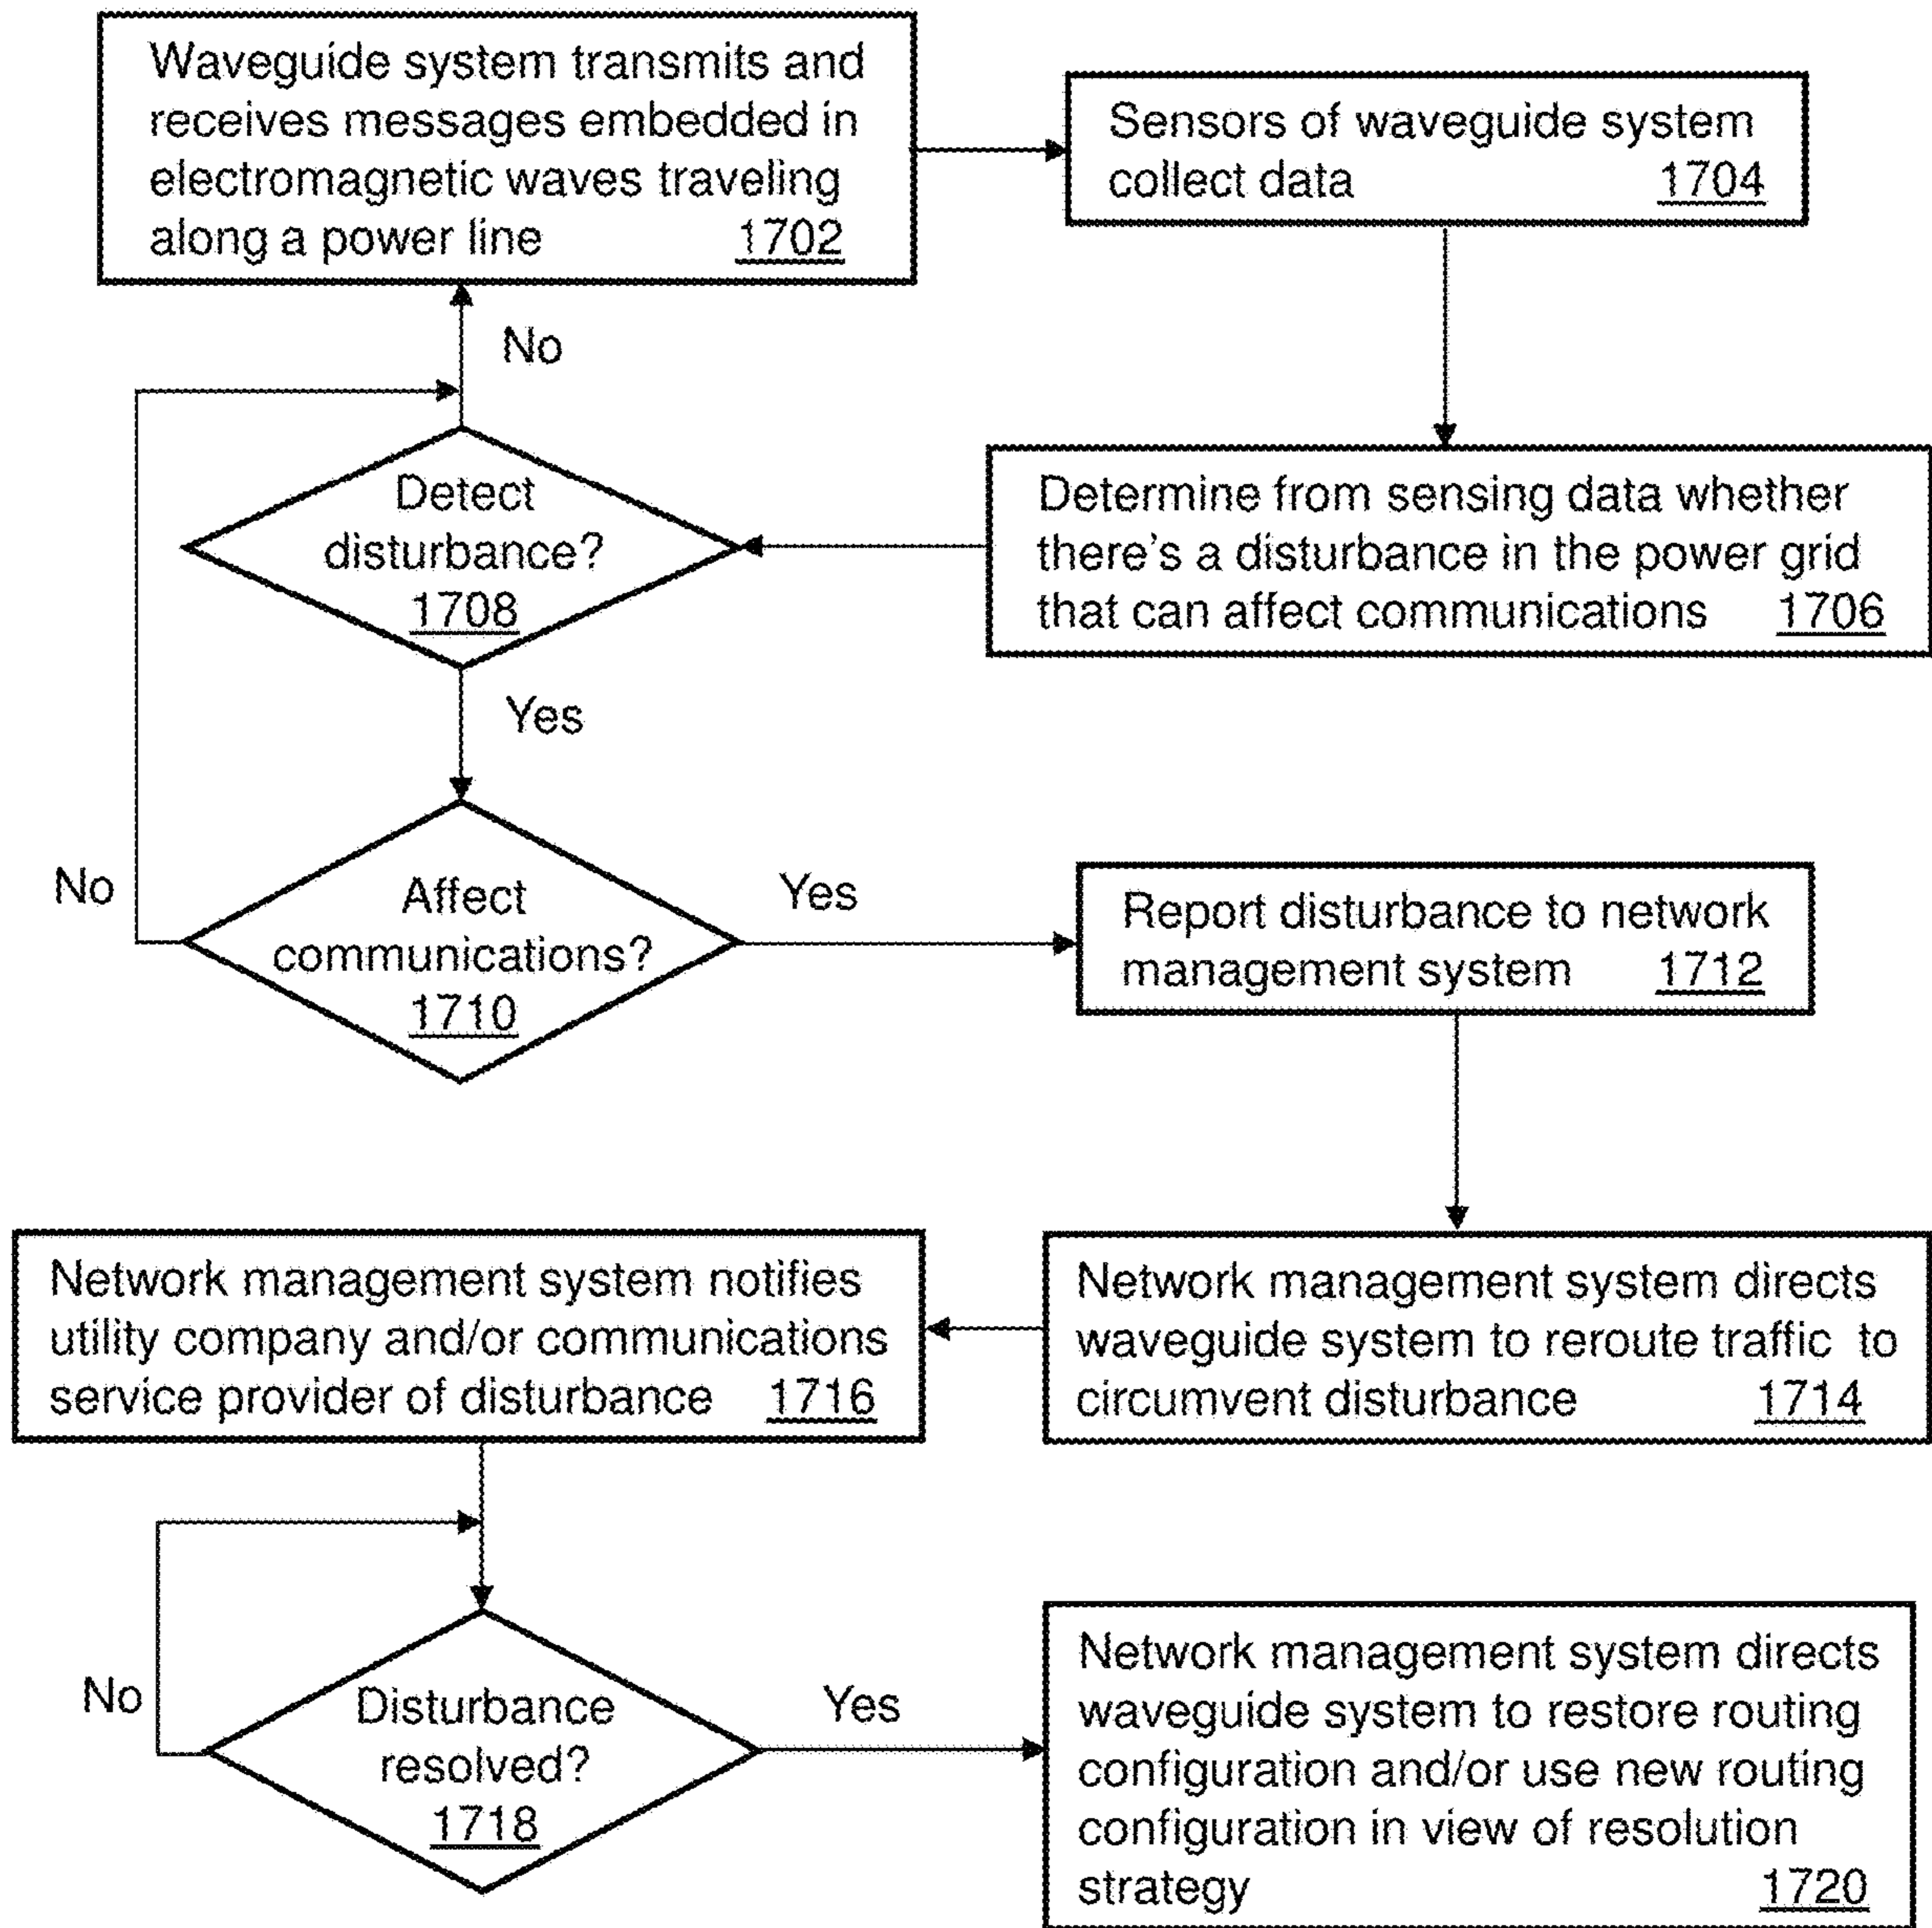 Waveguide system transmits and
receives messages embedded in
electromagnetic waves traveling
along a power line 1702
Sensors of waveguide system
collect data 1704
No
Detect
disturbance?
1708
Determine from sensing data whether
there's a disturbance in the power grid
that can affect communications 1706
Yes
No
Affect
communications?
1710
Yes
Report disturbance to network
management system 1712
Network management system notifies
utility company and/or communications
service provider of disturbance 1716
Network management system directs
waveguide system to reroute traffic to
circumvent disturbance 1714
No
Disturbance
resolved?
1718
Yes
Network management system directs
waveguide system to restore routing
configuration and/or use new routing
configuration in view of resolution
strategy 1720